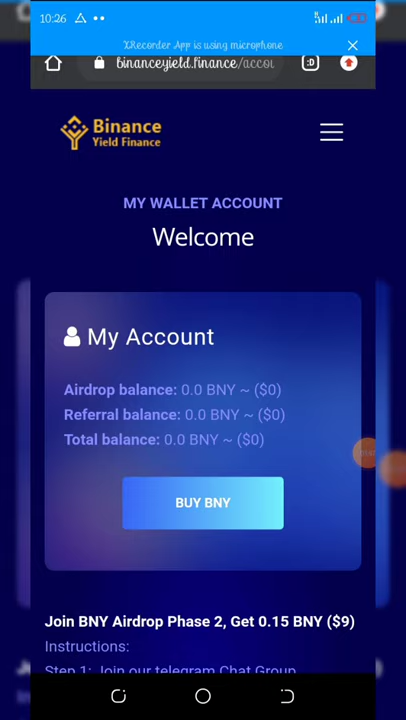 10:26
XRecorder App is using microphone
binanceyield.finance/accou
:D
Binance
Yield Finance
MY WALLET ACCOUNT
Welcome
My Account
Airdrop balance: 0.0 BNY ~ ($0)
Referral balance: 0.0 BNY ~ ($0)
Total balance: 0.0 BNY ~ ($0)
BUY BNY
Join BNY Airdrop Phase 2, Get 0.15 BNY ($9)
Instructions:
Step 1: Join our telegram Chat Group